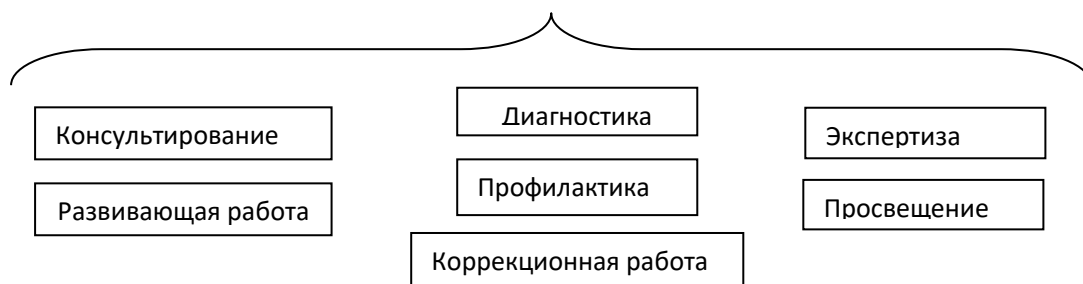 Консультирование
Развивающая работа
Диагностика
Профилактика
Коррекционная работа
Экспертиза
Просвещение